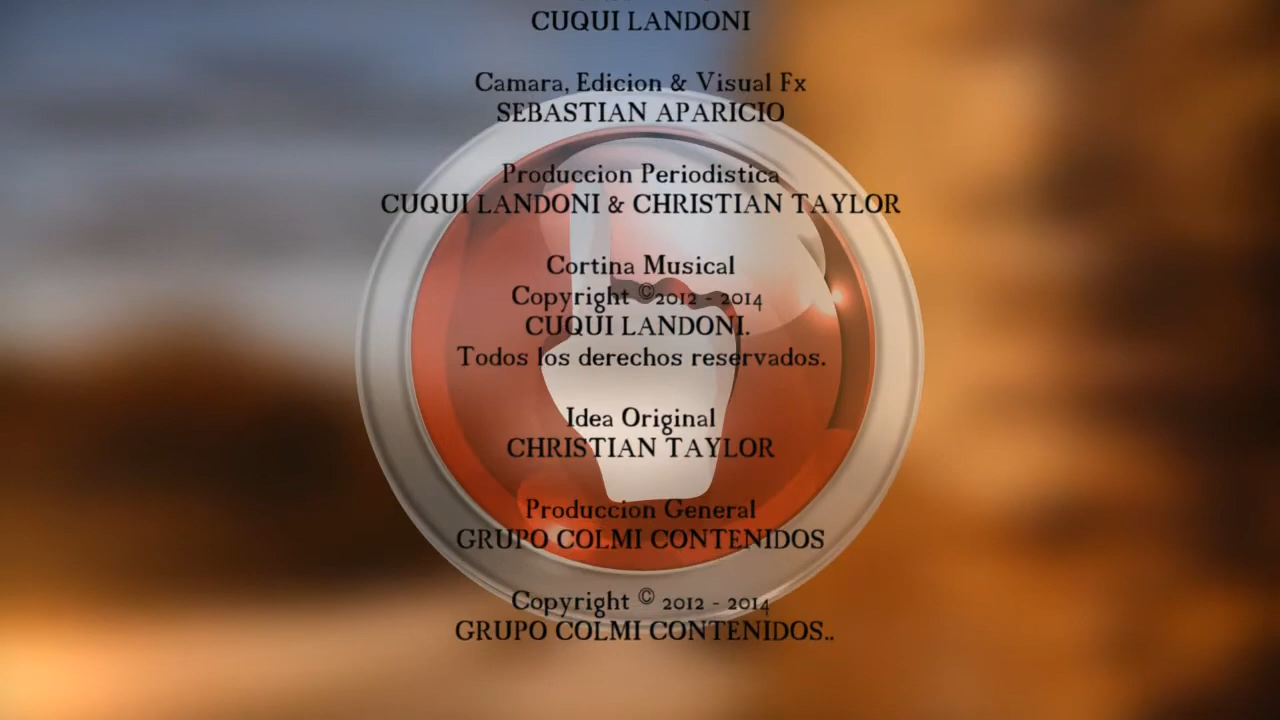 CUQUI LANDONI
Camara, Edicion & Visual Fx
SEBASTIAN APARICIO
Produccion Periodistica
CUQUI LANDONI & CHRISTIAN TAYLOR
Cortina Musical
Copyright ©2012 - 2014
CUQUI LANDONI.
Todos los derechos reservados.
Idea Original
CHRISTIAN TAYLOR
Produccion General
GRUPO COLMI CONTENIDOS
Copyright © 2012 - 2014
GRUPO COLMI CONTENIDOS..